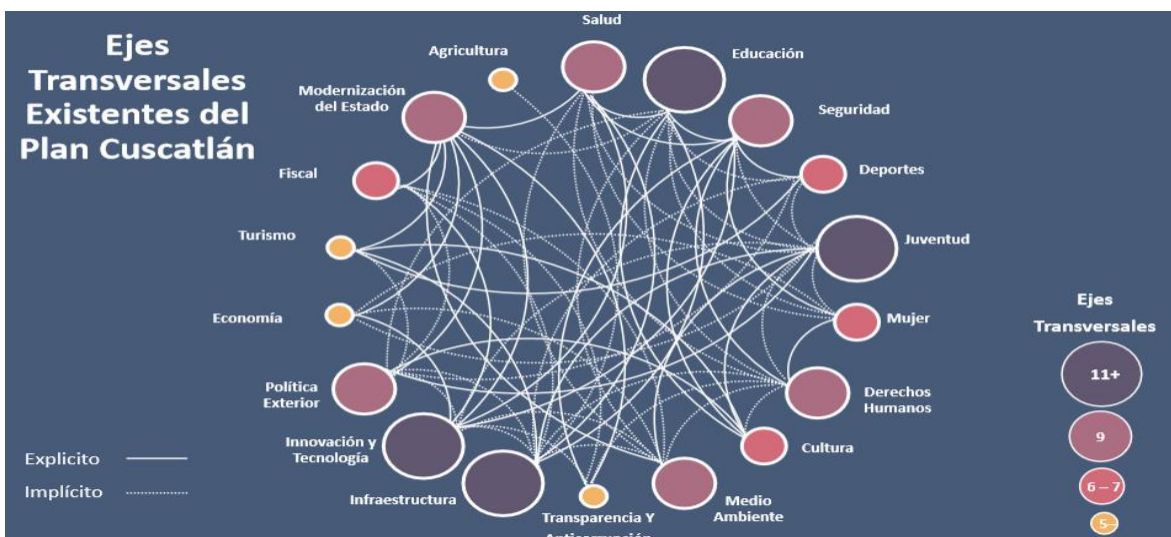 Ejes
Transversales
Existentes del
Plan Cuscatlán
Salud
Agricultura
Educación
Modernización
del Estado
Seguridad
Fiscal
Deportes
Turismo
Juventud
Economía
Mujer
Política
Exterior
Derechos
Humanos
Innovación y
Tecnología
Cultura
Infraestructura
Medio
Ambiente
Transparencia Y
Explicito
Implícito
Ejes
Transversales
11+
9
6 – 7
5–